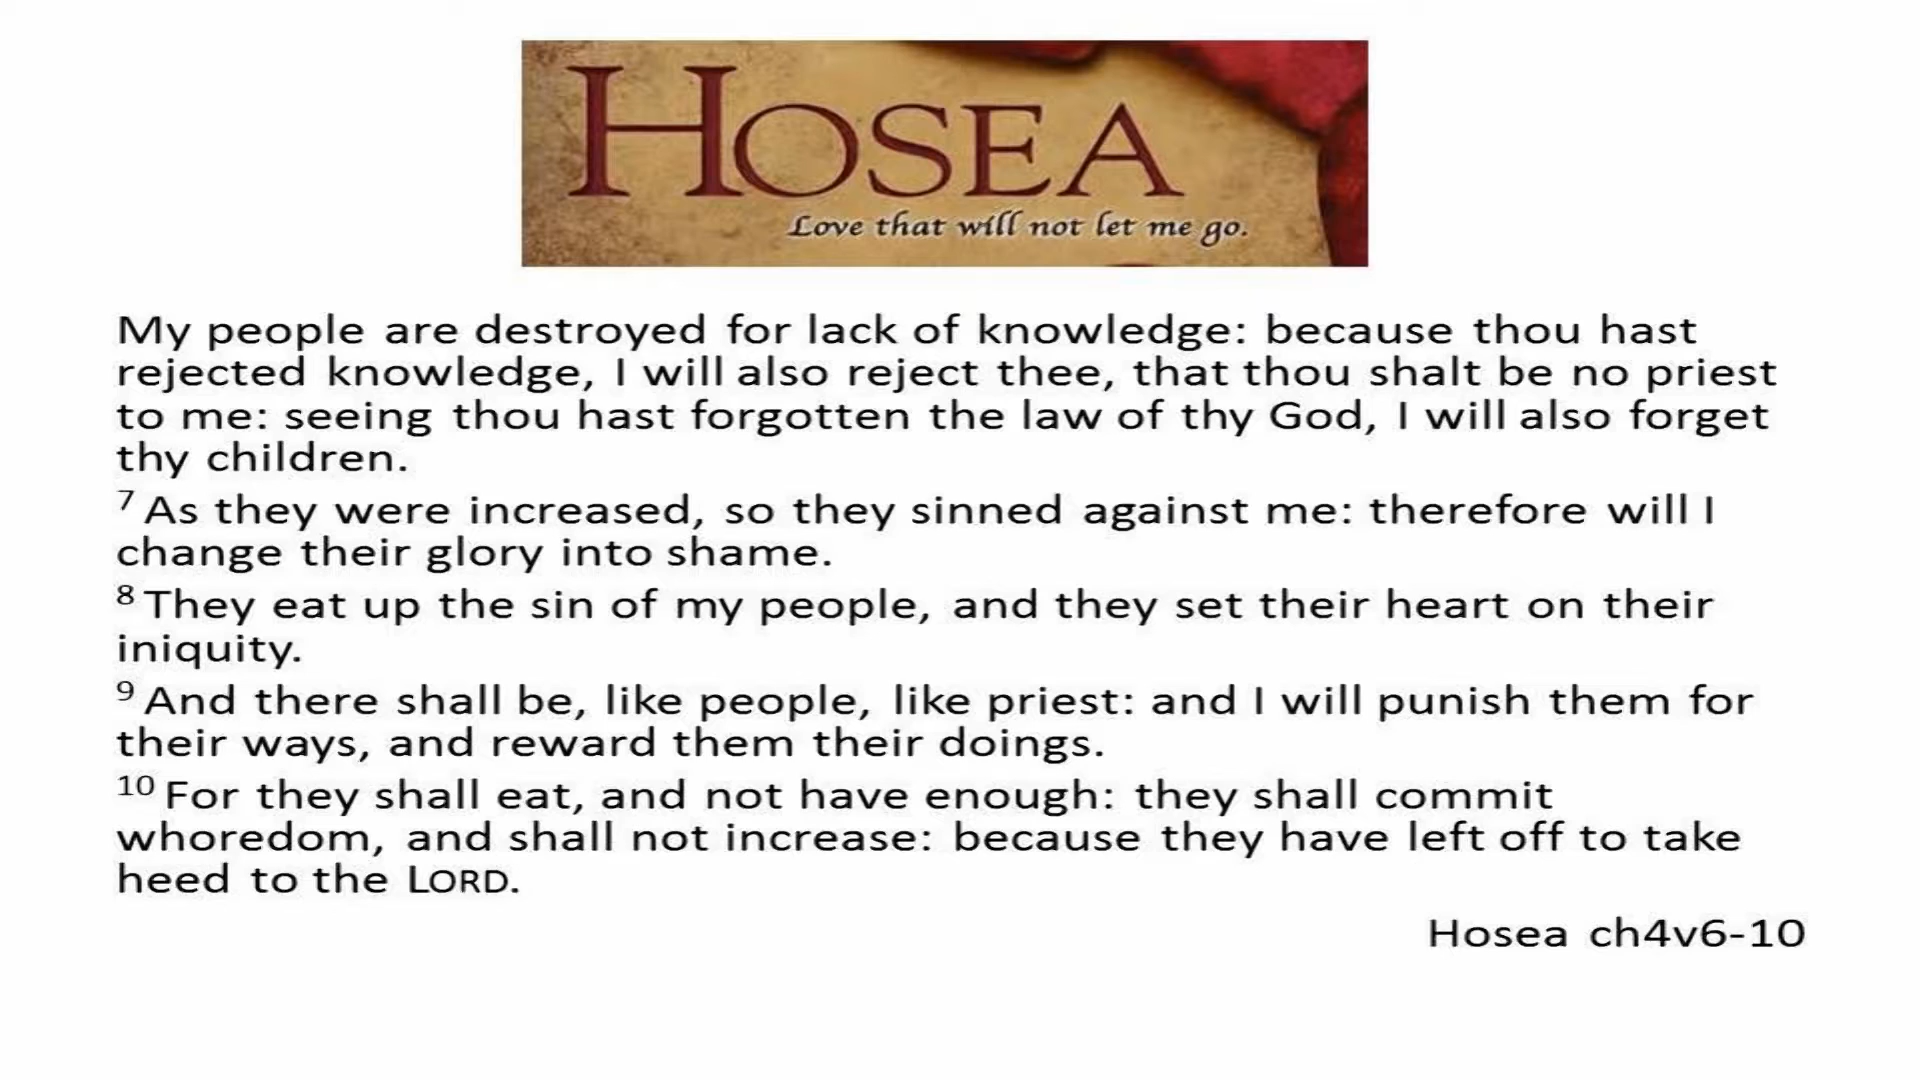 HOSEA
Love that will not let me go.
My people are destroyed for lack of knowledge: because thou hast
rejected knowledge, I will also reject thee, that thou shalt be no priest
to me: seeing thou hast forgotten the law of thy God, I will also forget
thy children.
7 As they were increased, so they sinned against me: therefore will I
change their glory into shame.
8 They eat up the sin of my people, and they set their heart on their
iniquity.
9 And there shall be, like people, like priest: and I will punish them for
their ways, and reward them their doings.
10 For they shall eat, and not have enough: they shall commit
whoredom, and shall not increase: because they have left off to take
heed to the LORD.
Hosea ch4v6-10